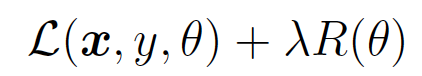 𝓛(𝒙, y, θ) + λR(θ)